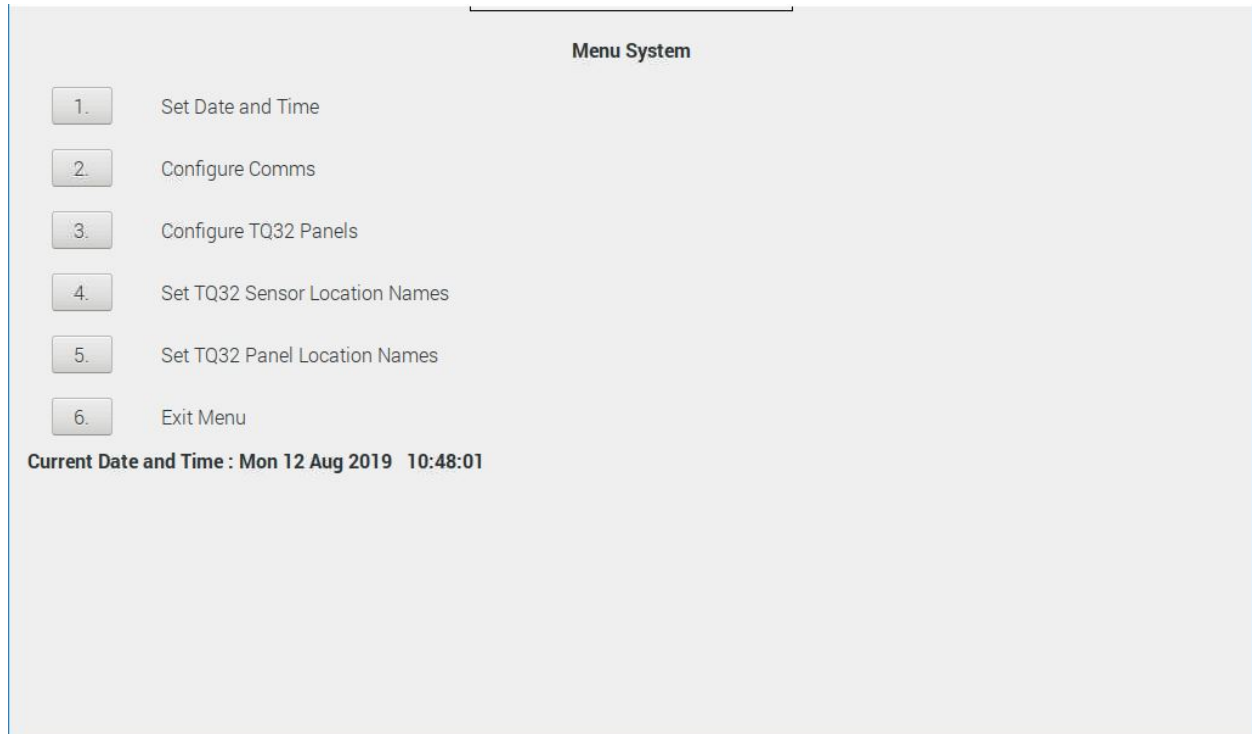 Menu System
1. Set Date and Time
2. Configure Comms
3. Configure TQ32 Panels
4. Set TQ32 Sensor Location Names
5. Set TQ32 Panel Location Names
6. Exit Menu
Current Date and Time : Mon 12 Aug 2019 10:48:01